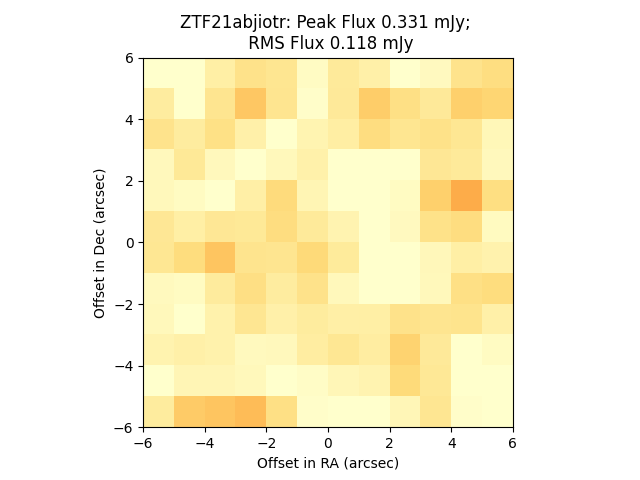 ZTF21abjiotr: Peak Flux 0.331 mJy;
RMS Flux 0.118 mJy
6
4
2
0
−2
−4
−6
Offset in Dec (arcsec)
−6 −4 −2 0 2 4 6
Offset in RA (arcsec)